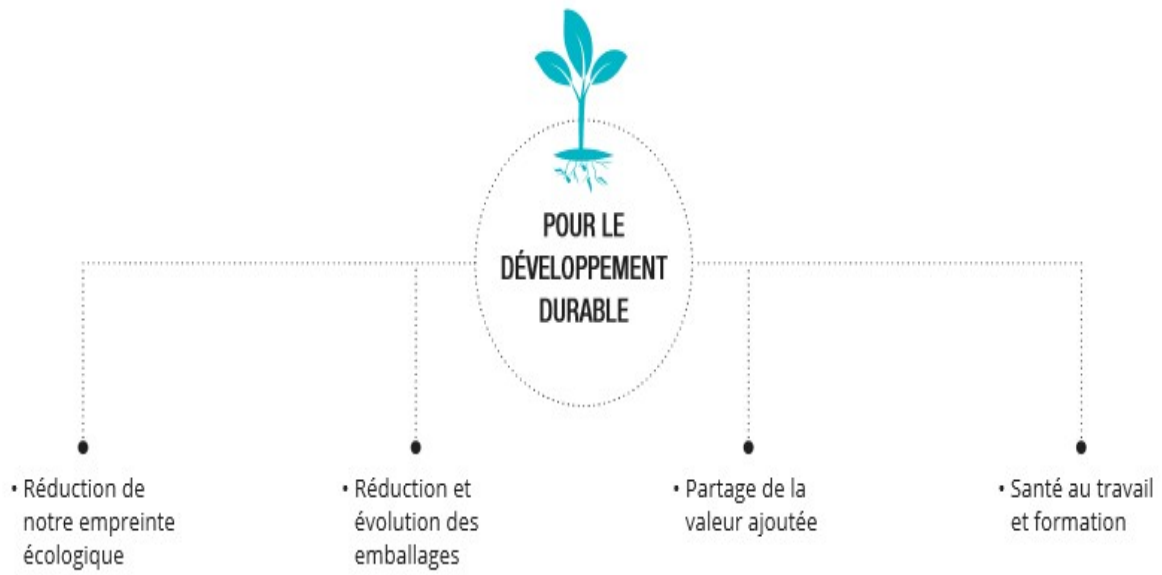 POUR LE
DÉVELOPPEMENT
DURABLE
• Réduction de
notre empreinte
écologique
• Réduction et
évolution des
emballages
• Partage de la
valeur ajoutée
• Santé au travail
et formation